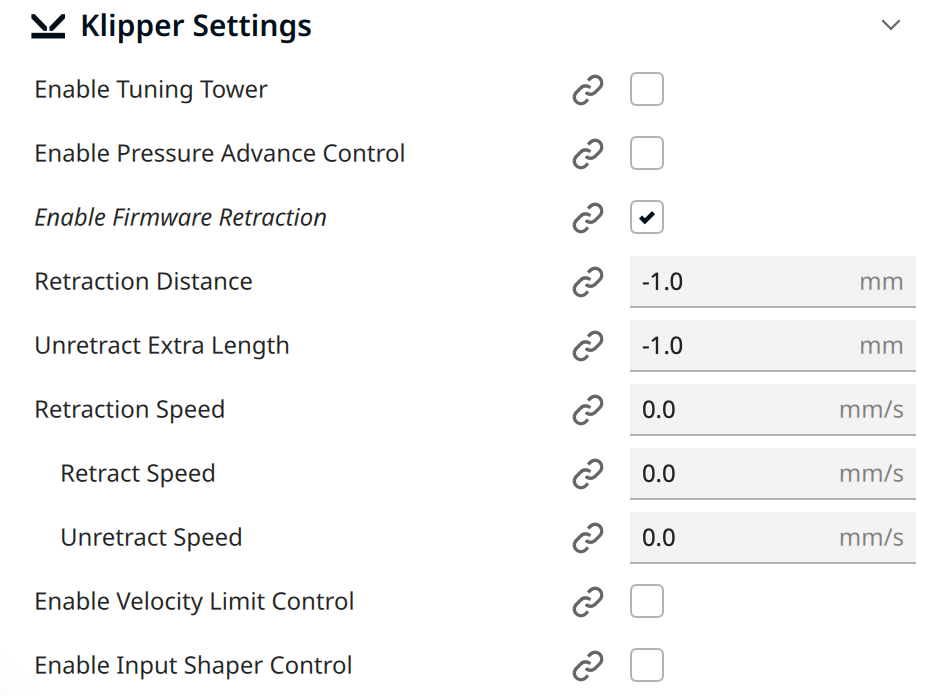 Klipper Settings
Enable Tuning Tower
Enable Pressure Advance Control
Enable Firmware Retraction
Retraction Distance -1.0 mm
Unretract Extra Length -1.0 mm
Retraction Speed 0.0 mm/s
Retract Speed 0.0 mm/s
Unretract Speed 0.0 mm/s
Enable Velocity Limit Control
Enable Input Shaper Control